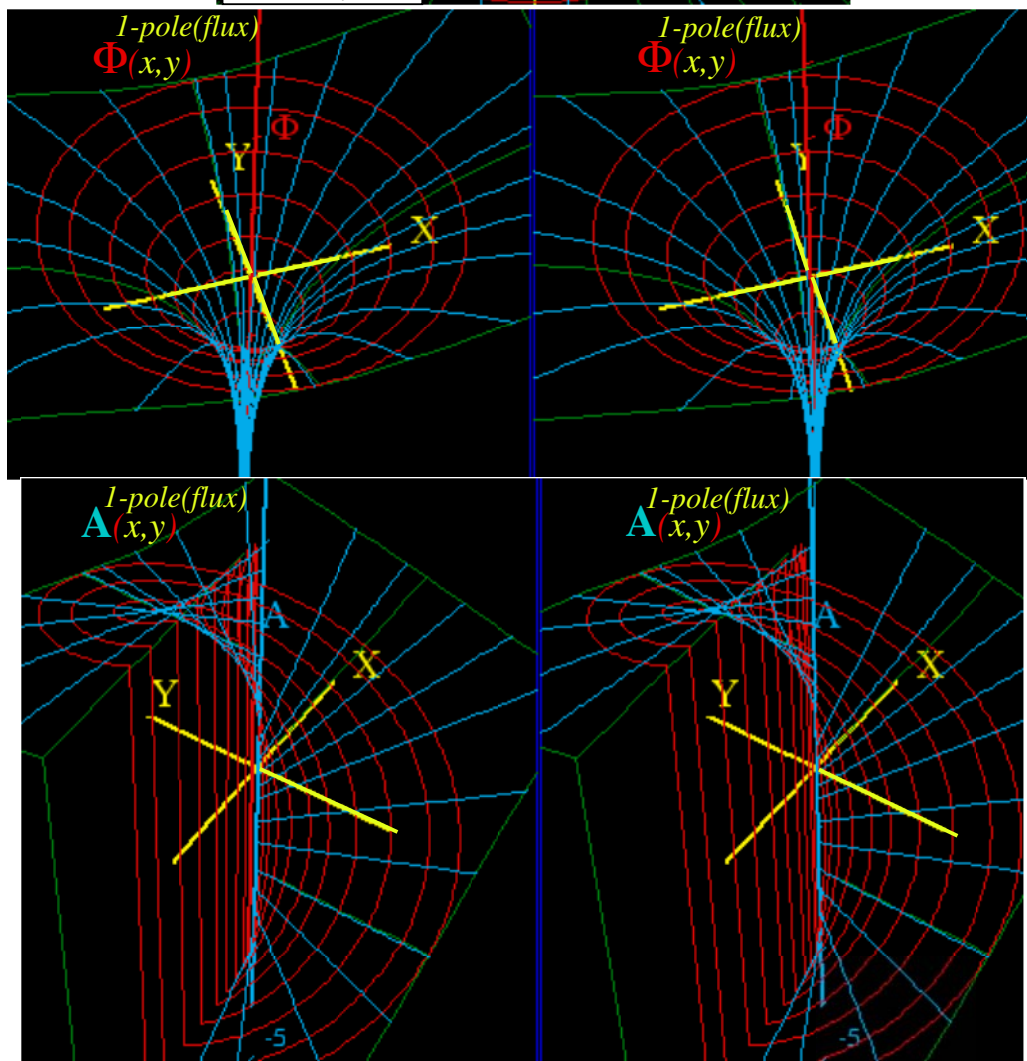 1-pole(flux)
Φ(x,y)
Φ
Y
X
1-pole(flux)
Φ(x,y)
Φ
Y
X
1-pole(flux)
A(x,y)
A
X
Y
-5
1-pole(flux)
A(x,y)
A
X
Y
-5